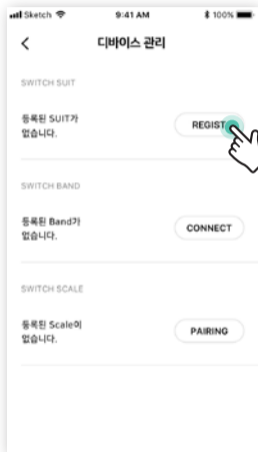 Sketch
9:41 AM
100%
디바이스 관리
SWITCH SUIT
등록된 SUIT가
없습니다.
REGIST
SWITCH BAND
등록된 Band가
없습니다.
CONNECT
SWITCH SCALE
등록된 Scale이
없습니다.
PAIRING